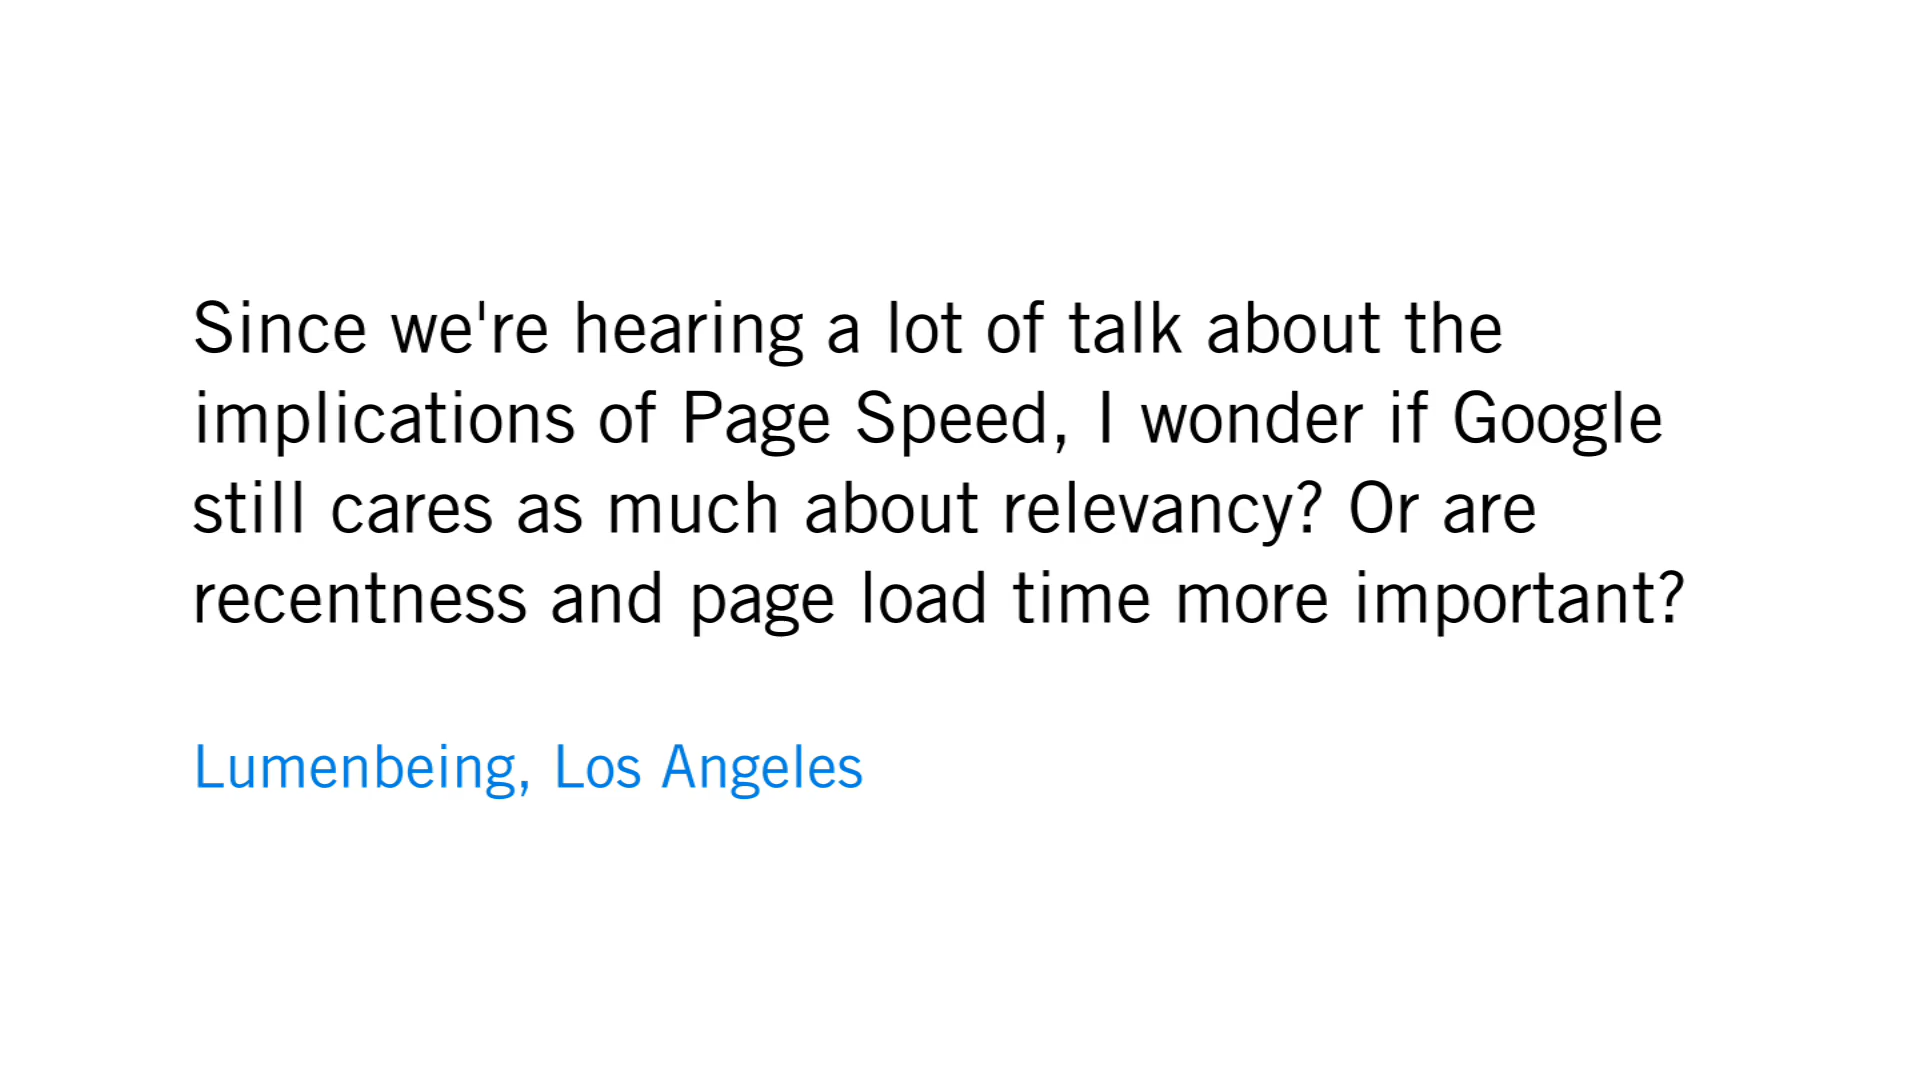 Since we're hearing a lot of talk about the
implications of Page Speed, I wonder if Google
still cares as much about relevancy? Or are
recentness and page load time more important?
Lumenbeing, Los Angeles